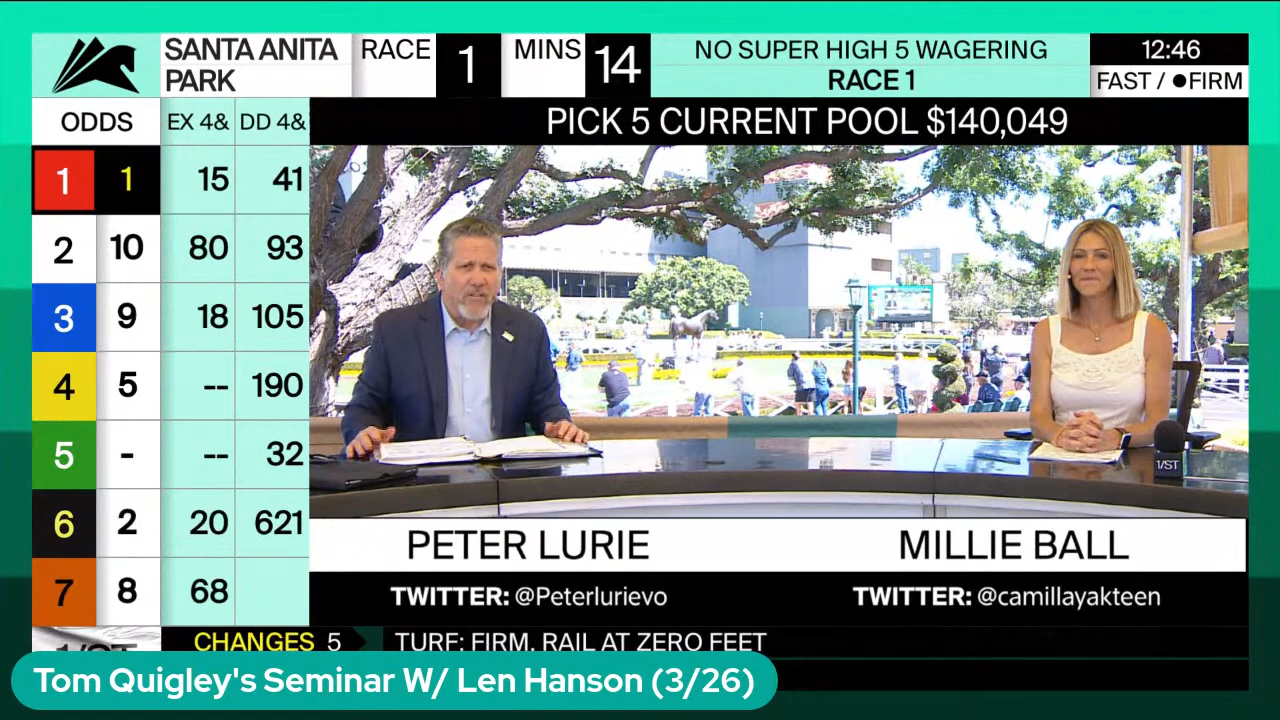 SANTA ANITA
PARK
RACE 1
MINS 14
NO SUPER HIGH 5 WAGERING
RACE 1
12:46
FAST / ●FIRM
ODDS EX 4& DD 4&
PICK 5 CURRENT POOL $140,049
1 1 15 41
2 10 80 93
3 9 18 105
4 5 -- 190
5 - -- 32
6 2 20 621
7 8 68
1/ST
PETER LURIE
MILLIE BALL
TWITTER: @Peterlurievo
TWITTER: @camillayakteen
1/ST
CHANGES 5
TURF: FIRM, RAIL AT ZERO FEET
Tom Quigley's Seminar W/ Len Hanson (3/26)